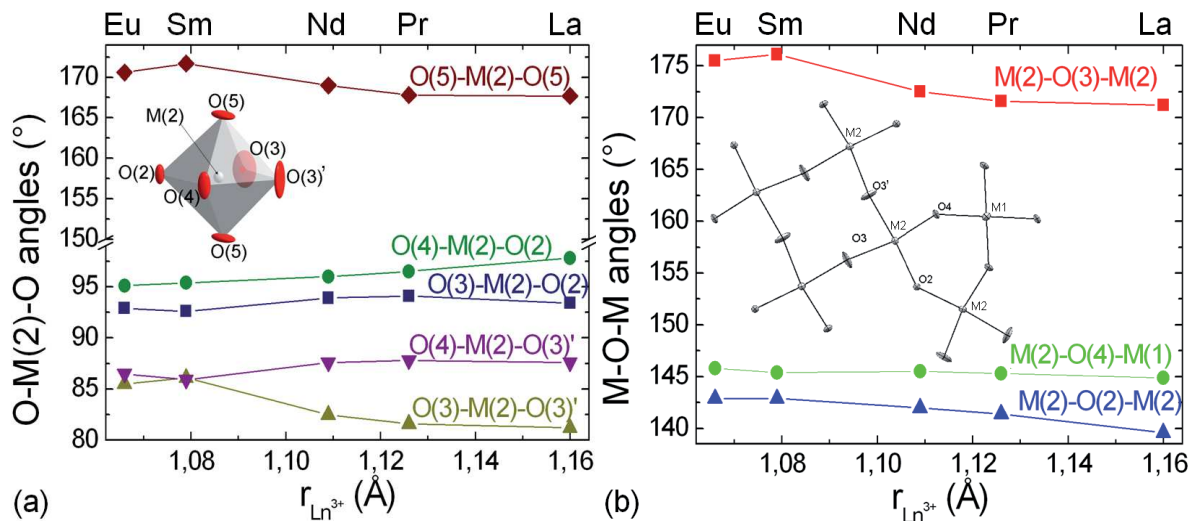 Eu Sm Nd Pr La
O-M(2)-O angles (°)
170
165
160
155
150
95
90
85
80
O(5)-M(2)-O(5)
O(5)
M(2)
O(3)
O(2)
O(3)'
O(4)
O(5)
O(4)-M(2)-O(2)
O(3)-M(2)-O(2)
O(4)-M(2)-O(3)'
O(3)-M(2)-O(3)'
1,08 1,10 1,12 1,14 1,16
(a) r Ln3+ (Å)
Eu Sm Nd Pr La
M-O-M angles (°)
175
170
165
160
155
150
145
140
M(2)-O(3)-M(2)
M2
O3'
O4
M1
M2
O3
O2
M2
M(2)-O(4)-M(1)
M(2)-O(2)-M(2)
1,08 1,10 1,12 1,14 1,16
(b) r Ln3+ (Å)